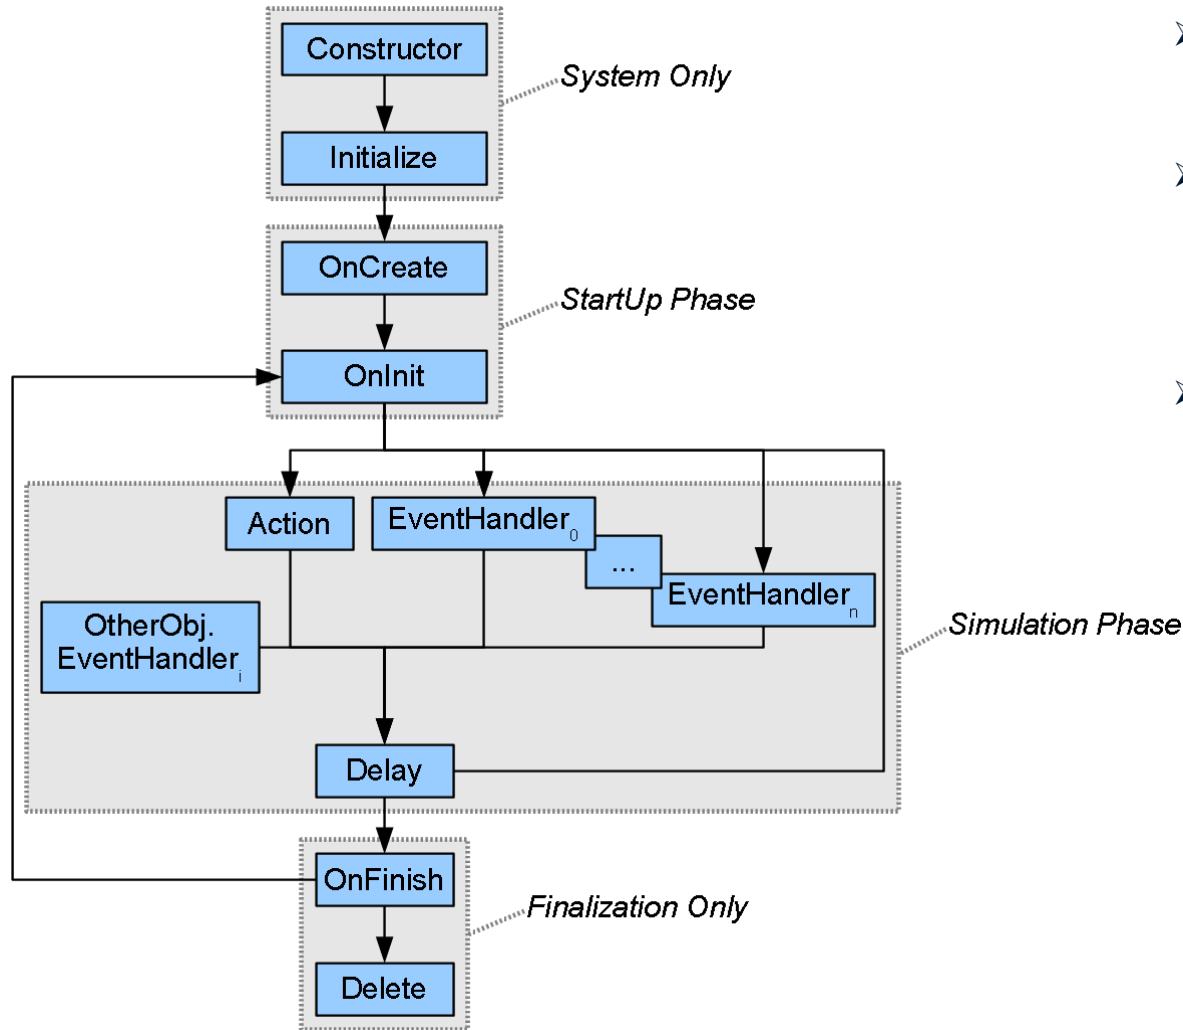 Constructor
System Only
Initialize
OnCreate
StartUp Phase
OnInit
Action
EventHandler0
...
EventHandlern
OtherObj.
EventHandleri
Simulation Phase
Delay
OnFinish
Finalization Only
Delete